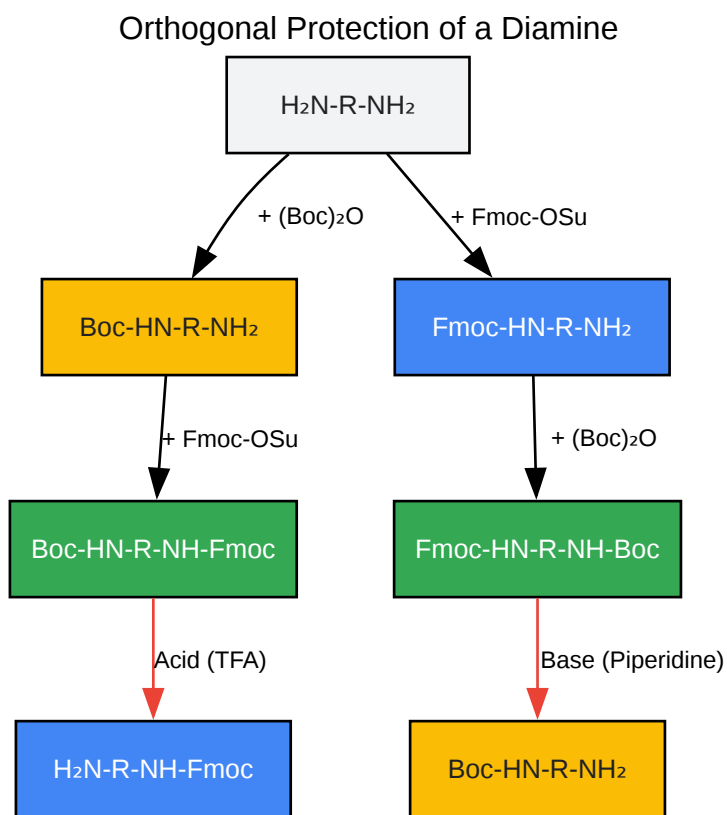 Orthogonal Protection of a Diamine
H₂N-R-NH₂
+ (Boc)₂O
+ Fmoc-OSu
Boc-HN-R-NH₂
Fmoc-HN-R-NH₂
+ Fmoc-OSu
+ (Boc)₂O
Boc-HN-R-NH-Fmoc
Fmoc-HN-R-NH-Boc
Acid (TFA)
Base (Piperidine)
H₂N-R-NH-Fmoc
Boc-HN-R-NH₂